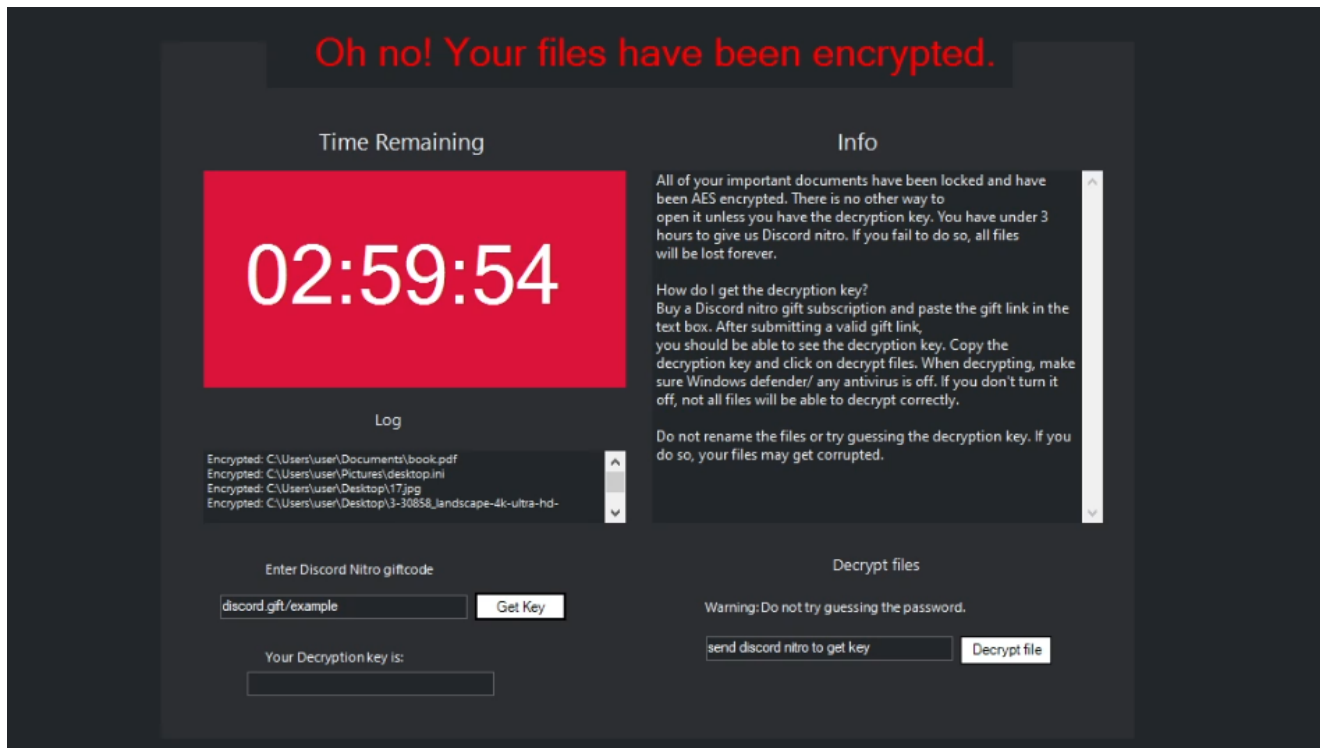 Oh no! Your files have been encrypted.
Time Remaining
02:59:54
Log
Encrypted: C:\Users\user\Documents\book.pdf
Encrypted: C:\Users\user\Pictures\desktop.ini
Encrypted: C:\Users\user\Desktop\17.jpg
Encrypted: C:\Users\user\Desktop\3-30858_landscape-4k-ultra-hd-
Enter Discord Nitro giftcode
discord.gift/example
Get Key
Your Decryption key is:
Info
All of your important documents have been locked and have
been AES encrypted. There is no other way to
open it unless you have the decryption key. You have under 3
hours to give us Discord nitro. If you fail to do so, all files
will be lost forever.
How do I get the decryption key?
Buy a Discord nitro gift subscription and paste the gift link in the
text box. After submitting a valid gift link,
you should be able to see the decryption key. Copy the
decryption key and click on decrypt files. When decrypting, make
sure Windows defender/ any antivirus is off. If you don't turn it
off, not all files will be able to decrypt correctly.
Do not rename the files or try guessing the decryption key. If you
do so, your files may get corrupted.
Decrypt files
Warning: Do not try guessing the password.
send discord nitro to get key
Decrypt file